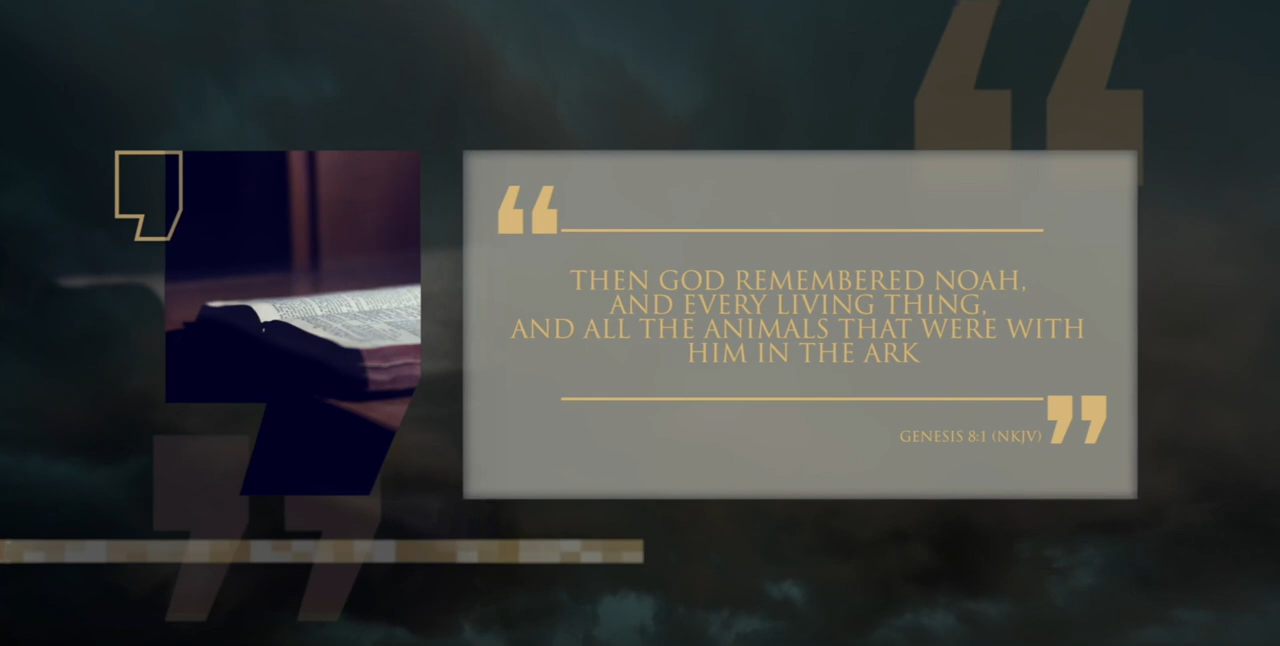 “
THEN GOD REMEMBERED NOAH,
AND EVERY LIVING THING,
AND ALL THE ANIMALS THAT WERE WITH
HIM IN THE ARK
”
GENESIS 8:1 (NKJV)